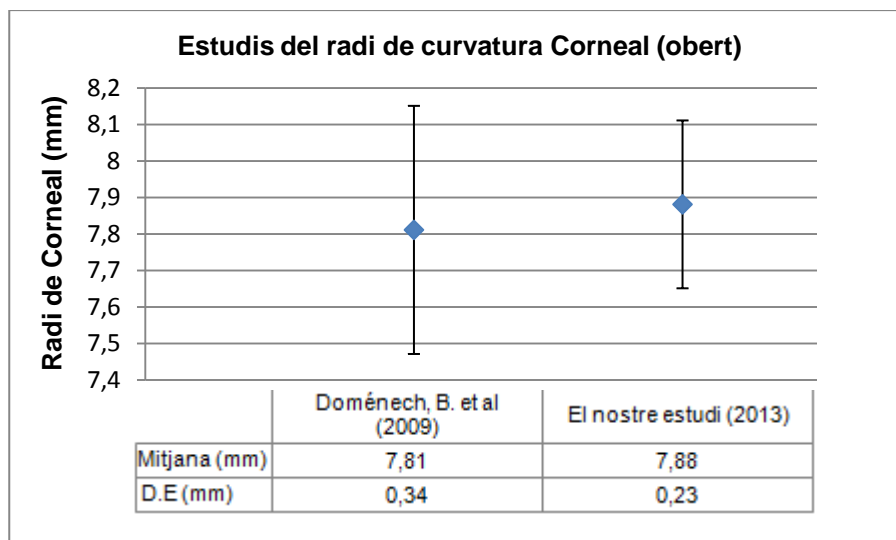 Estudis del radi de curvatura Corneal (obert)
Radi de Corneal (mm)
8,2
8,1
8
7,9
7,8
7,7
7,6
7,5
7,4
Doménech, B. et al
(2009)
El nostre estudi (2013)
Mitjana (mm) 7,81 7,88
D.E (mm) 0,34 0,23